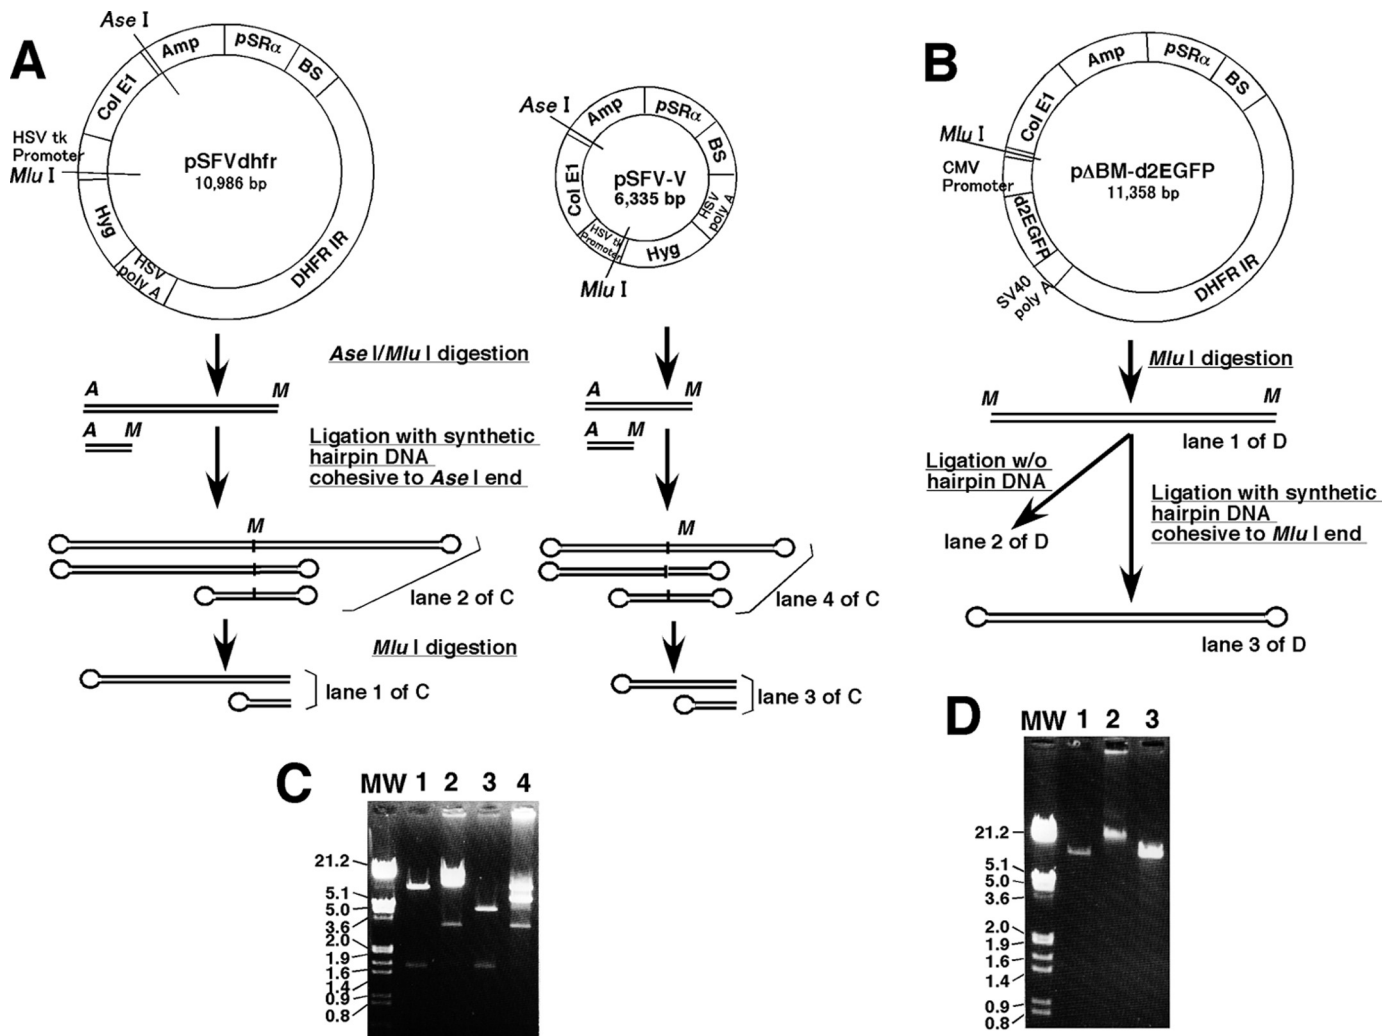 A
Ase I
Amp
pSRα
BS
Col E1
HSV tk
Promoter
Mlu I
pSFVdhfr
10,986 bp
Hyg
HSV
poly A
DHFR IR
Ase I
Amp
pSRα
BS
Col E1
pSFV-V
6,335 bp
HSV
poly A
HSV tk
Promoter
Hyg
Mlu I
Ase I/Mlu I digestion
A M
A M
A M
A M
Ligation with synthetic
hairpin DNA
cohesive to Ase I end
M
M
lane 2 of C
lane 4 of C
Mlu I digestion
lane 1 of C
lane 3 of C
B
Amp
pSRα
BS
Col E1
Mlu I
CMV
Promoter
p∆BM-d2EGFP
11,358 bp
d2EGFP
SV40
poly A
DHFR IR
Mlu I digestion
M M
lane 1 of D
Ligation w/o
hairpin DNA
lane 2 of D
Ligation with synthetic
hairpin DNA
cohesive to Mlu I end
lane 3 of D
C
MW 1 2 3 4
21.2
5.1
5.0
3.6
2.0
1.9
1.6
1.4
0.9
0.8
D
MW 1 2 3
21.2
5.1
5.0
3.6
2.0
1.9
1.6
1.4
0.9
0.8